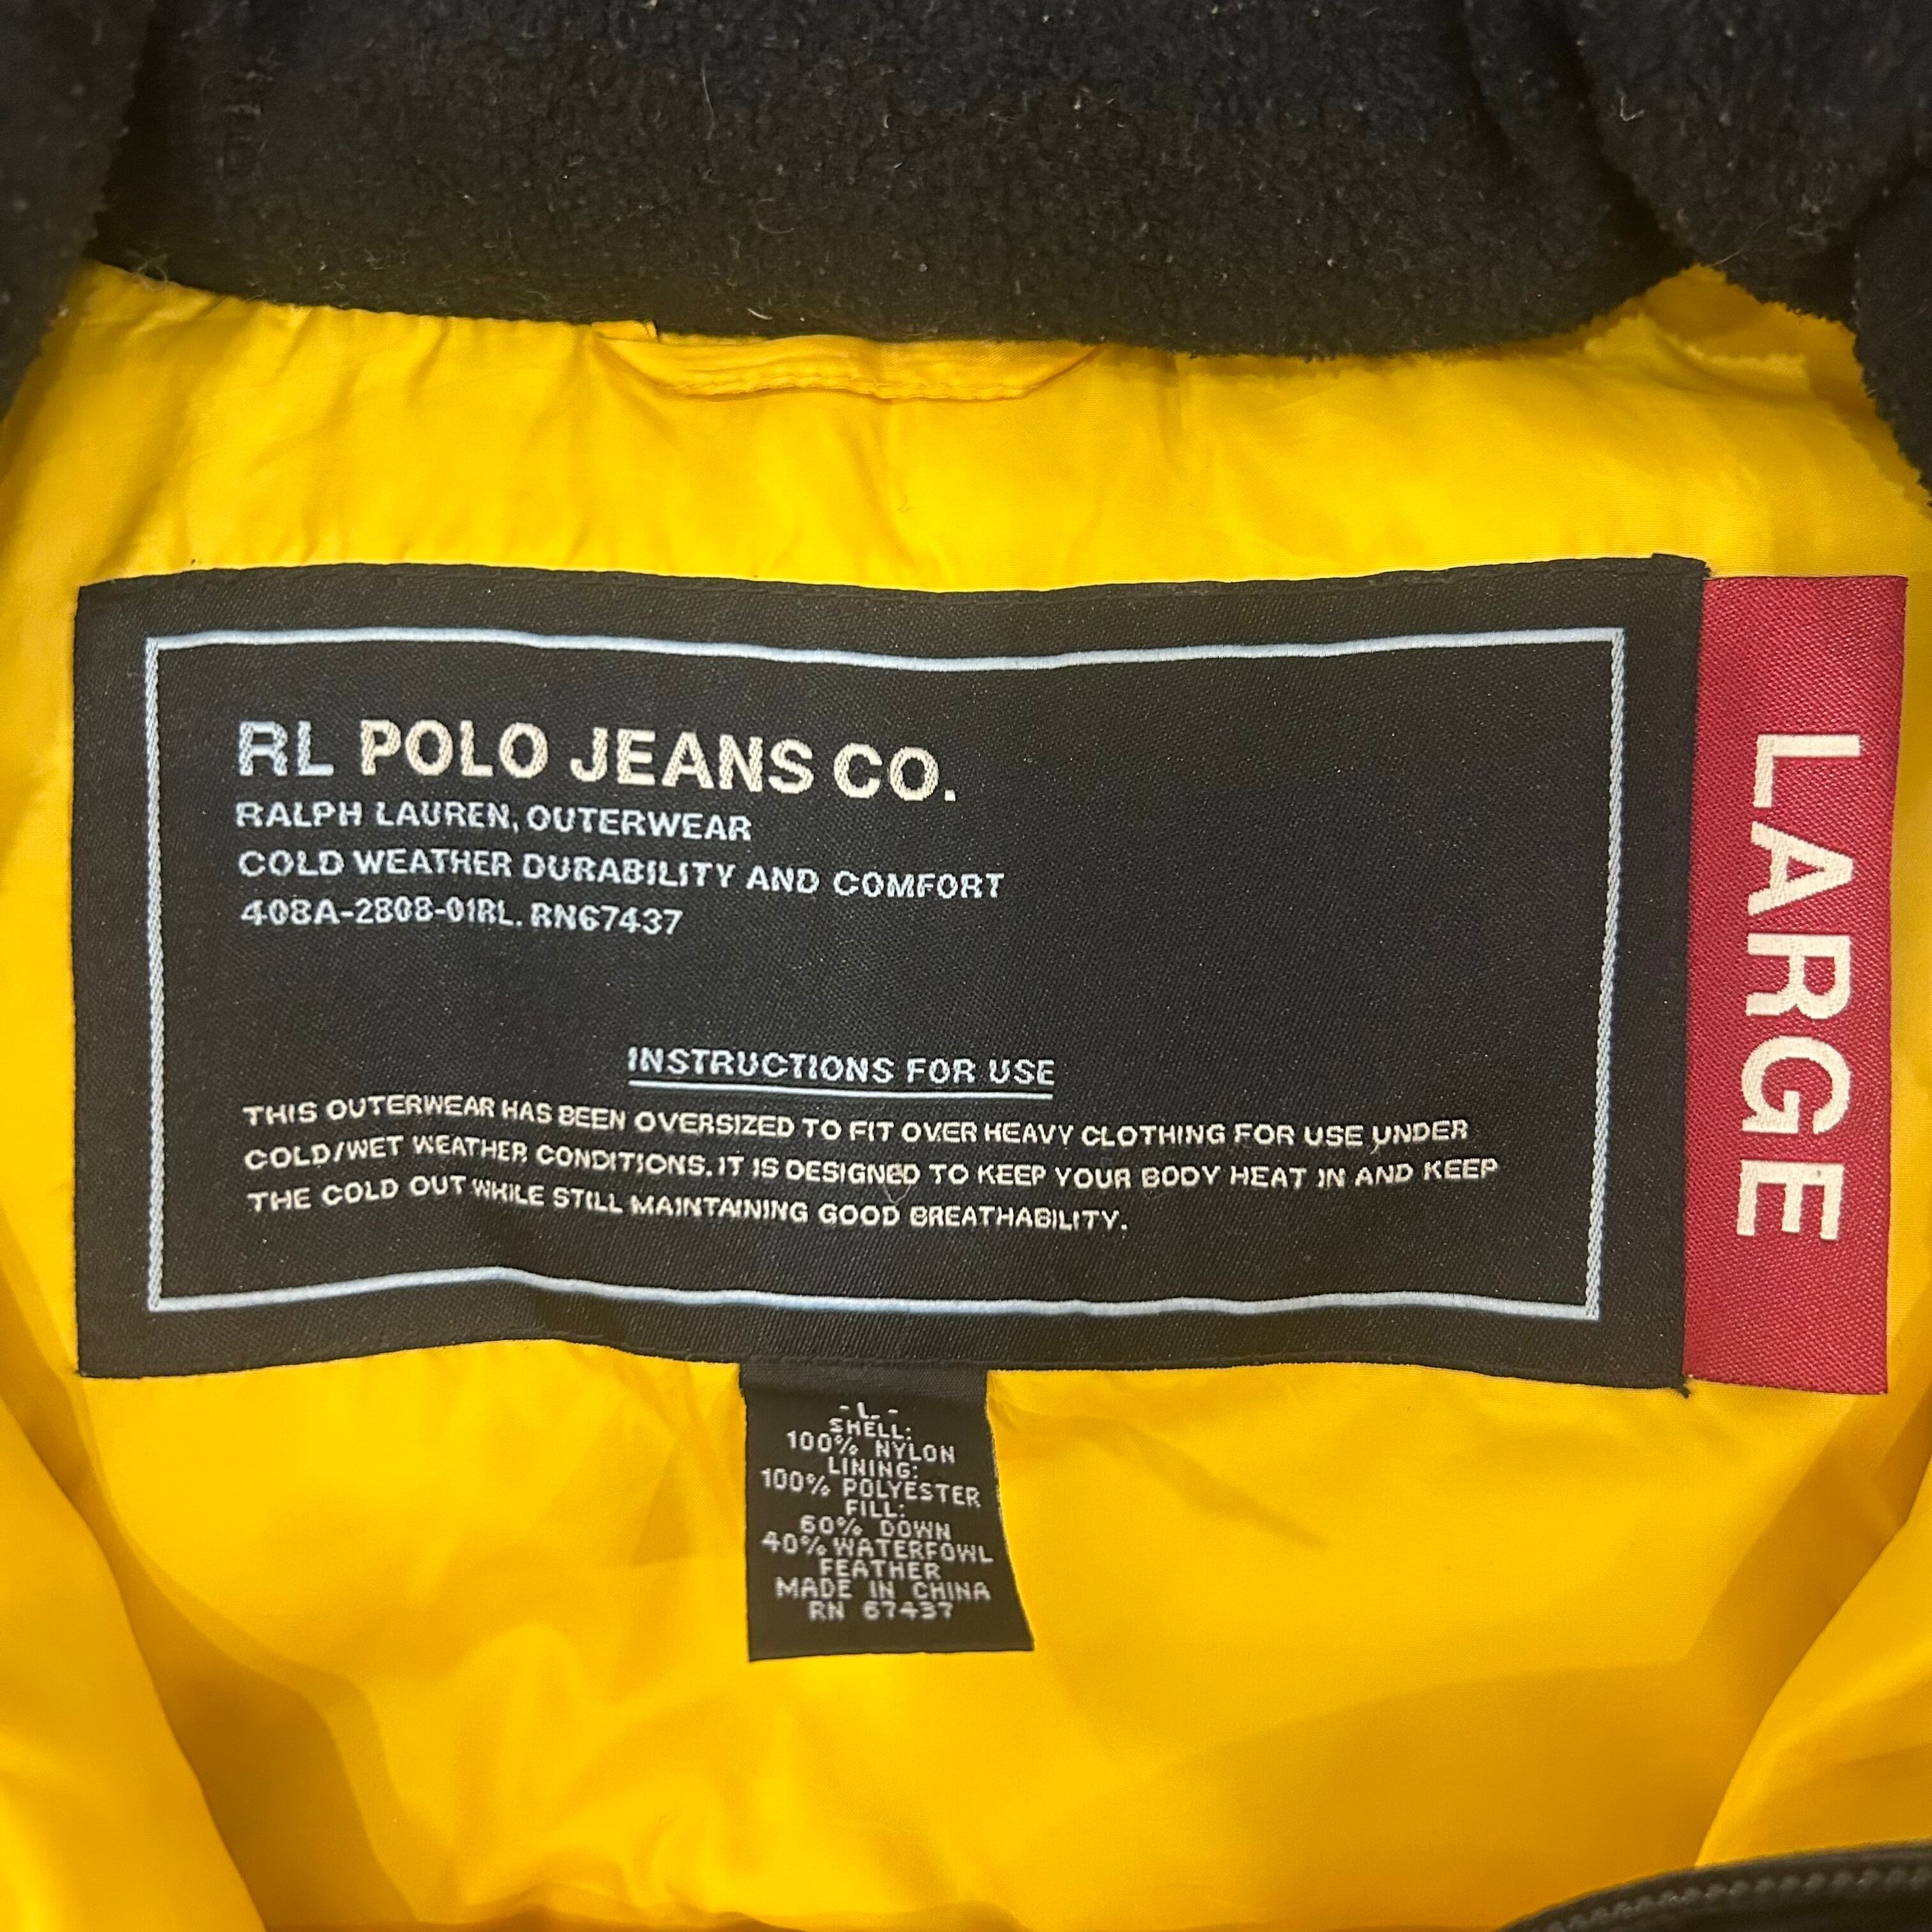 RL POLO JEANS CO.
RALPH LAUREN, OUTERWEAR
COLD WEATHER DURABILITY AND COMFORT
408A-2808-01RL. RN67437
INSTRUCTIONS FOR USE
THIS OUTERWEAR HAS BEEN OVERSIZED TO FIT OVER HEAVY CLOTHING FOR USE UNDER
COLD/WET WEATHER CONDITIONS. IT IS DESIGNED TO KEEP YOUR BODY HEAT IN AND KEEP
THE COLD OUT WHILE STILL MAINTAINING GOOD BREATHABILITY.
LARGE
- L -
SHELL:
100% NYLON
LINING:
100% POLYESTER
FILL:
60% DOWN
40% WATERFOWL
FEATHER
MADE IN CHINA
RN 67437